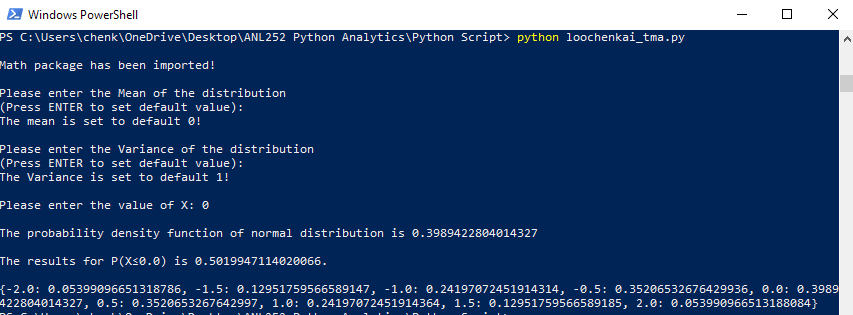 Windows PowerShell
PS C:\Users\chenk\OneDrive\Desktop\ANL252 Python Analytics\Python Script> python loochenkai_tma.py
Math package has been imported!
Please enter the Mean of the distribution
(Press ENTER to set default value):
The mean is set to default 0!
Please enter the Variance of the distribution
(Press ENTER to set default value):
The Variance is set to default 1!
Please enter the value of X: 0
The probability density function of normal distribution is 0.3989422804014327
The results for P(X≤0.0) is 0.5019947114020066.
{-2.0: 0.05399096651318786, -1.5: 0.12951759566589147, -1.0: 0.24197072451914314, -0.5: 0.35206532676429936, 0.0: 0.3989
422804014327, 0.5: 0.3520653267642997, 1.0: 0.24197072451914364, 1.5: 0.12951759566589185, 2.0: 0.053990966513188084}